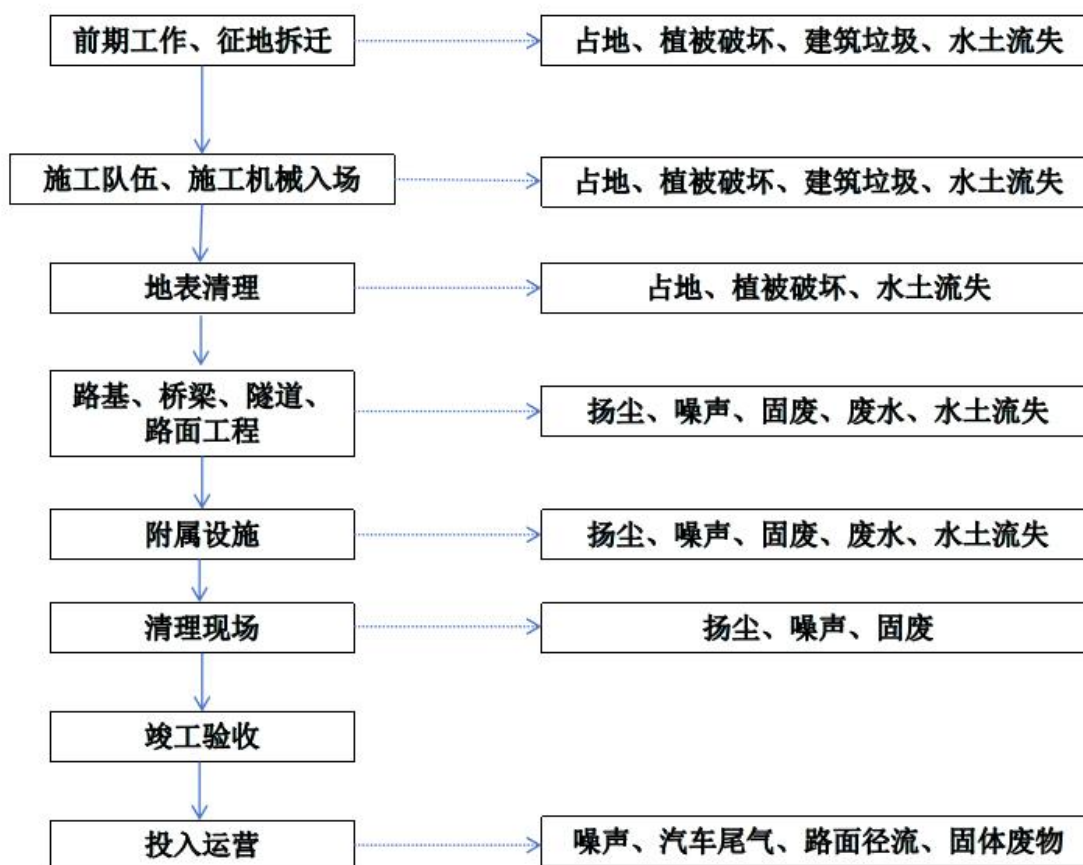 前期工作、征地拆迁
占地、植被破坏、建筑垃圾、水土流失
施工队伍、施工机械入场
占地、植被破坏、建筑垃圾、水土流失
地表清理
占地、植被破坏、水土流失
路基、桥梁、隧道、
路面工程
扬尘、噪声、固废、废水、水土流失
附属设施
扬尘、噪声、固废、废水、水土流失
清理现场
扬尘、噪声、固废
竣工验收
投入运营
噪声、汽车尾气、路面径流、固体废物